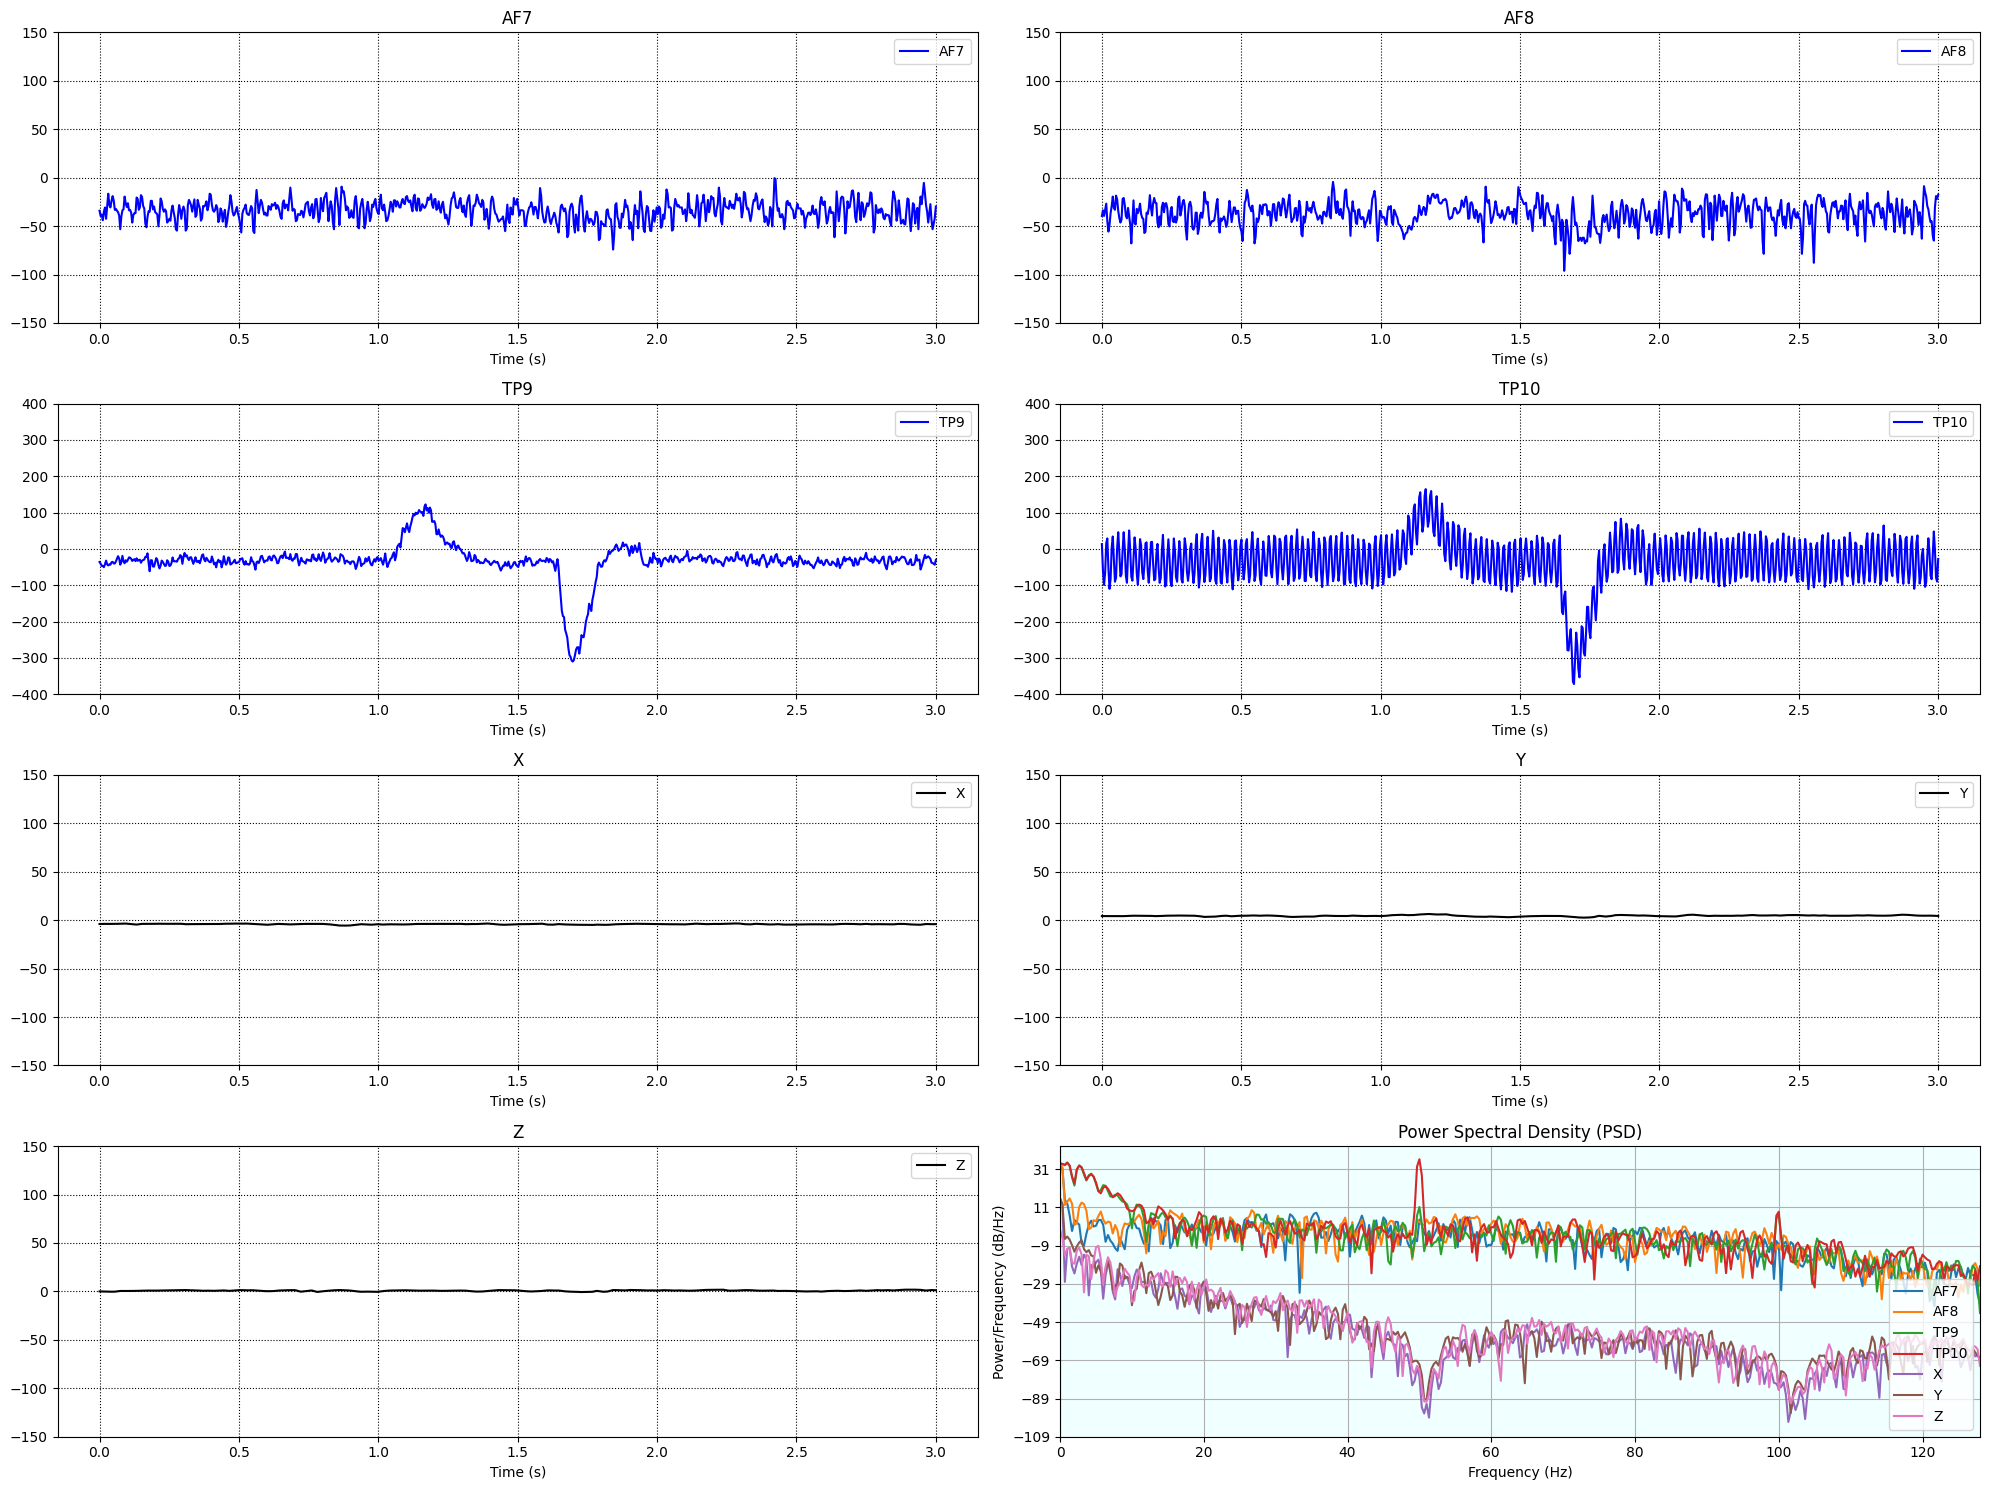 AF7
150
100
50
0
−50
−100
−150
0.0 0.5 1.0 1.5 2.0 2.5 3.0
Time (s)
AF7
AF8
150
100
50
0
−50
−100
−150
0.0 0.5 1.0 1.5 2.0 2.5 3.0
Time (s)
AF8
TP9
400
300
200
100
0
−100
−200
−300
−400
0.0 0.5 1.0 1.5 2.0 2.5 3.0
Time (s)
TP9
TP10
400
300
200
100
0
−100
−200
−300
−400
0.0 0.5 1.0 1.5 2.0 2.5 3.0
Time (s)
TP10
X
150
100
50
0
−50
−100
−150
0.0 0.5 1.0 1.5 2.0 2.5 3.0
Time (s)
X
Y
150
100
50
0
−50
−100
−150
0.0 0.5 1.0 1.5 2.0 2.5 3.0
Time (s)
Y
Z
150
100
50
0
−50
−100
−150
0.0 0.5 1.0 1.5 2.0 2.5 3.0
Time (s)
Z
Power Spectral Density (PSD)
Power/Frequency (dB/Hz)
31
11
−9
−29
−49
−69
−89
−109
0 20 40 60 80 100 120
Frequency (Hz)
AF7
AF8
TP9
TP10
X
Y
Z